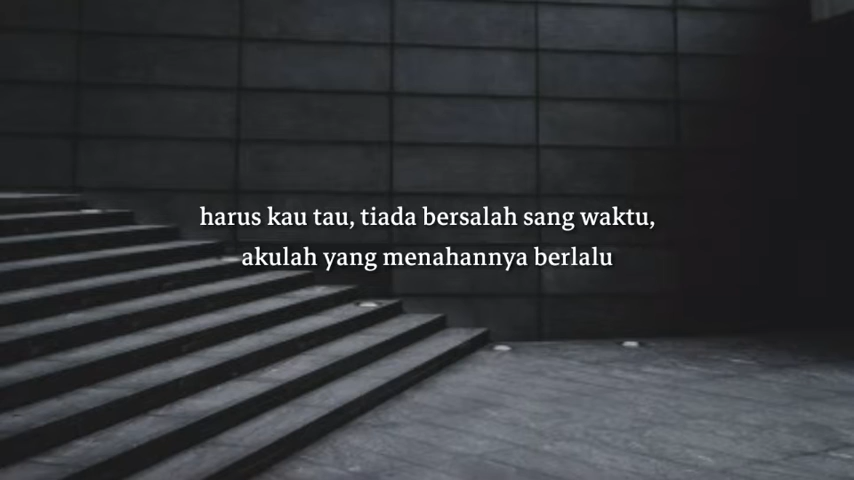 harus kau tau, tiada bersalah sang waktu,
akulah yang menahannya berlalu